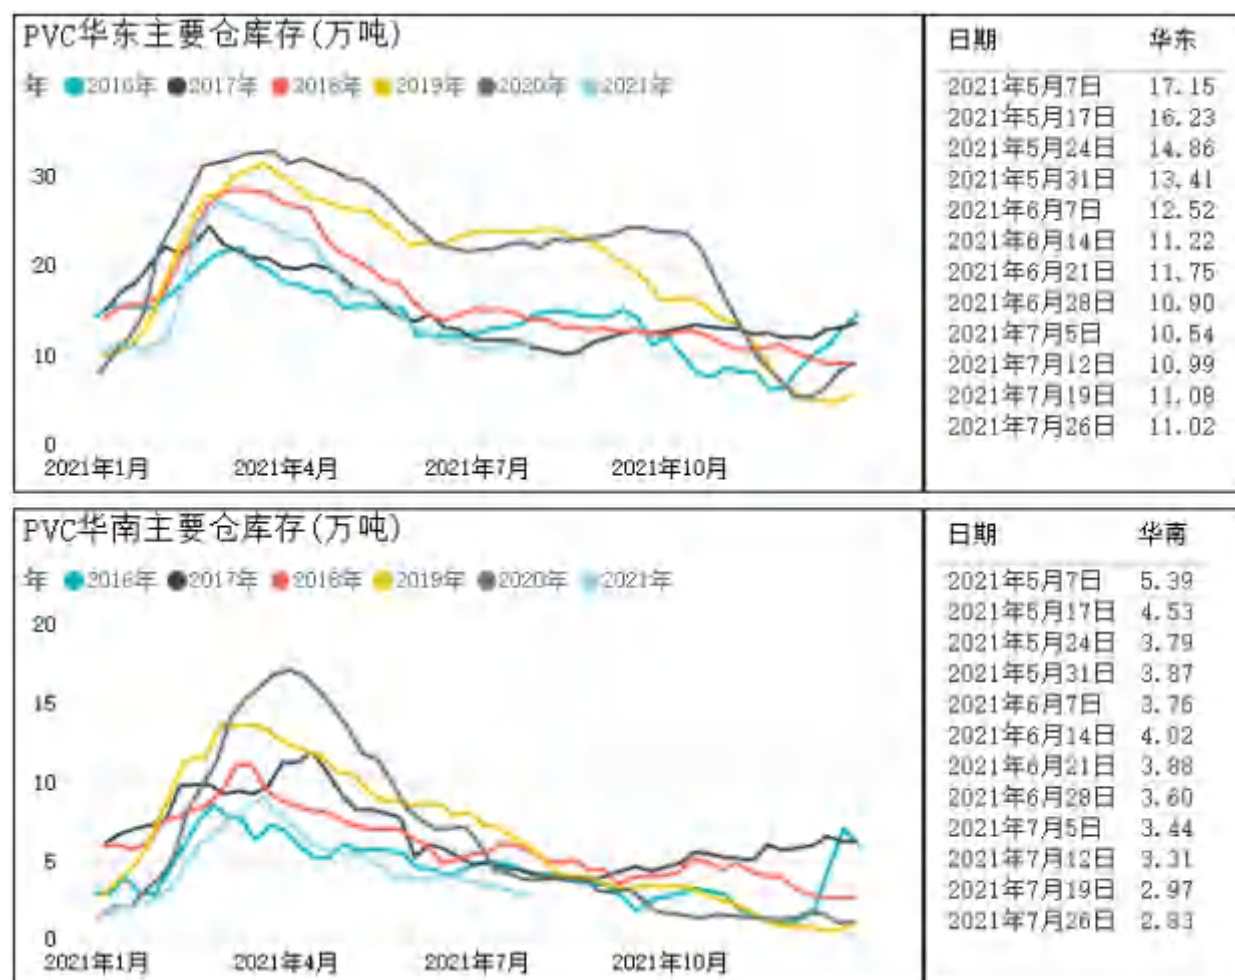 PVC华东主要仓库存(万吨)
年 2016年 2017年 2018年 2019年 2020年 2021年
30
20
10
0
2021年1月 2021年4月 2021年7月 2021年10月
日期 华东
2021年5月7日 17.15
2021年5月17日 16.23
2021年5月24日 14.86
2021年5月31日 13.41
2021年6月7日 12.52
2021年6月14日 11.22
2021年6月21日 11.75
2021年6月28日 10.90
2021年7月5日 10.54
2021年7月12日 10.99
2021年7月19日 11.08
2021年7月26日 11.02
PVC华南主要仓库存(万吨)
年 2016年 2017年 2018年 2019年 2020年 2021年
20
15
10
5
0
2021年1月 2021年4月 2021年7月 2021年10月
日期 华南
2021年5月7日 5.39
2021年5月17日 4.53
2021年5月24日 3.79
2021年5月31日 3.87
2021年6月7日 3.76
2021年6月14日 4.02
2021年6月21日 3.88
2021年6月28日 3.60
2021年7月5日 3.44
2021年7月12日 3.31
2021年7月19日 2.97
2021年7月26日 2.83